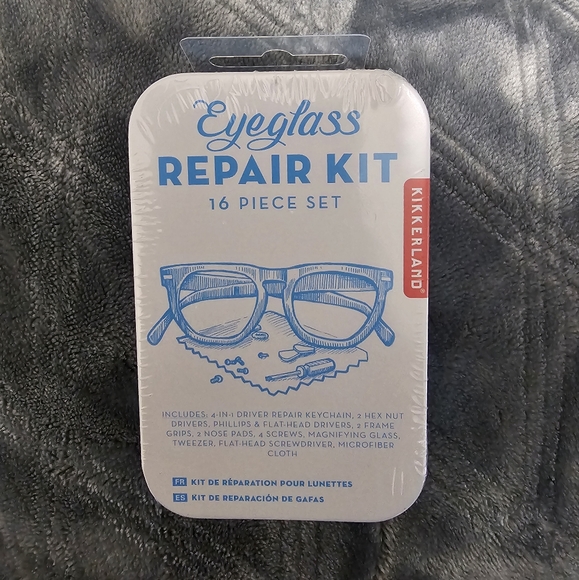 Eyeglass
REPAIR KIT
16 PIECE SET
KIKKERLAND®
INCLUDES: 4-IN-1 DRIVER REPAIR KEYCHAIN, 2 HEX NUT
DRIVERS, PHILLIPS & FLAT-HEAD DRIVERS, 2 FRAME
GRIPS, 2 NOSE PADS, 4 SCREWS, MAGNIFYING GLASS,
TWEEZER, FLAT-HEAD SCREWDRIVER, MICROFIBER
CLOTH
FR KIT DE RÉPARATION POUR LUNETTES
ES KIT DE REPARACIÓN DE GAFAS